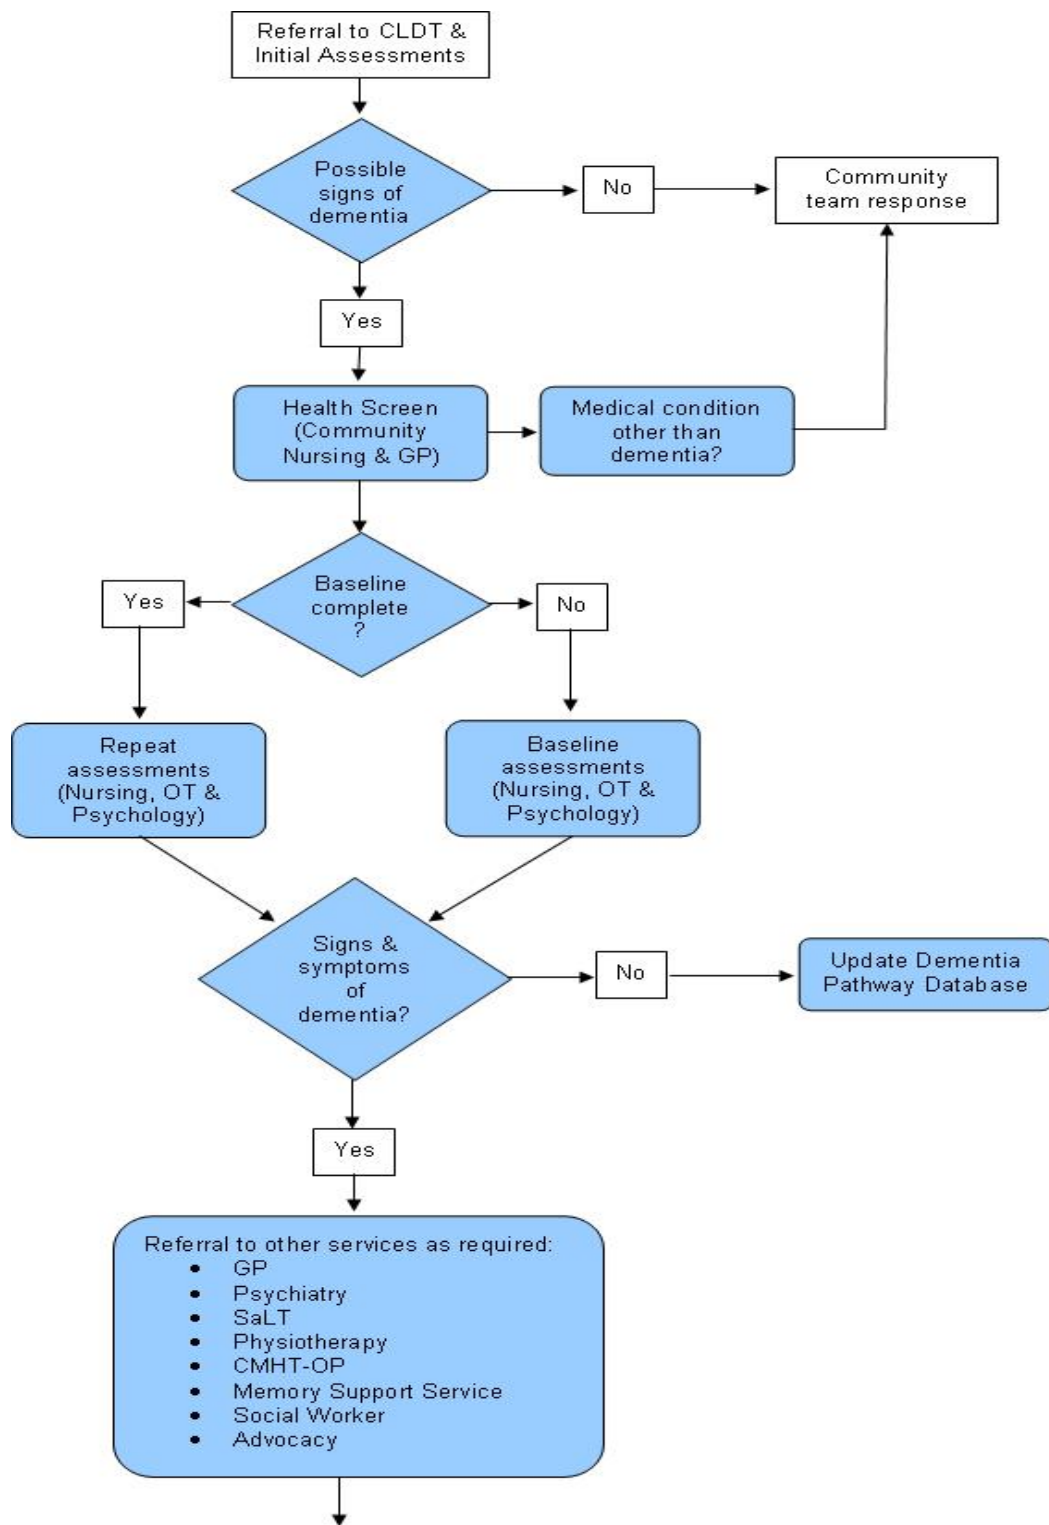 Referral to CLDT &
Initial Assessments
Possible
signs of
dementia
No
Community
team response
Yes
Health Screen
(Community
Nursing & GP)
Medical condition
other than
dementia?
Baseline
complete
?
Yes
No
Repeat
assessments
(Nursing, OT &
Psychology)
Baseline
assessments
(Nursing, OT &
Psychology)
Signs &
symptoms
of
dementia?
No
Update Dementia
Pathway Database
Yes
Referral to other services as required:
• GP
• Psychiatry
• SaLT
• Physiotherapy
• CMHT-OP
• Memory Support Service
• Social Worker
• Advocacy